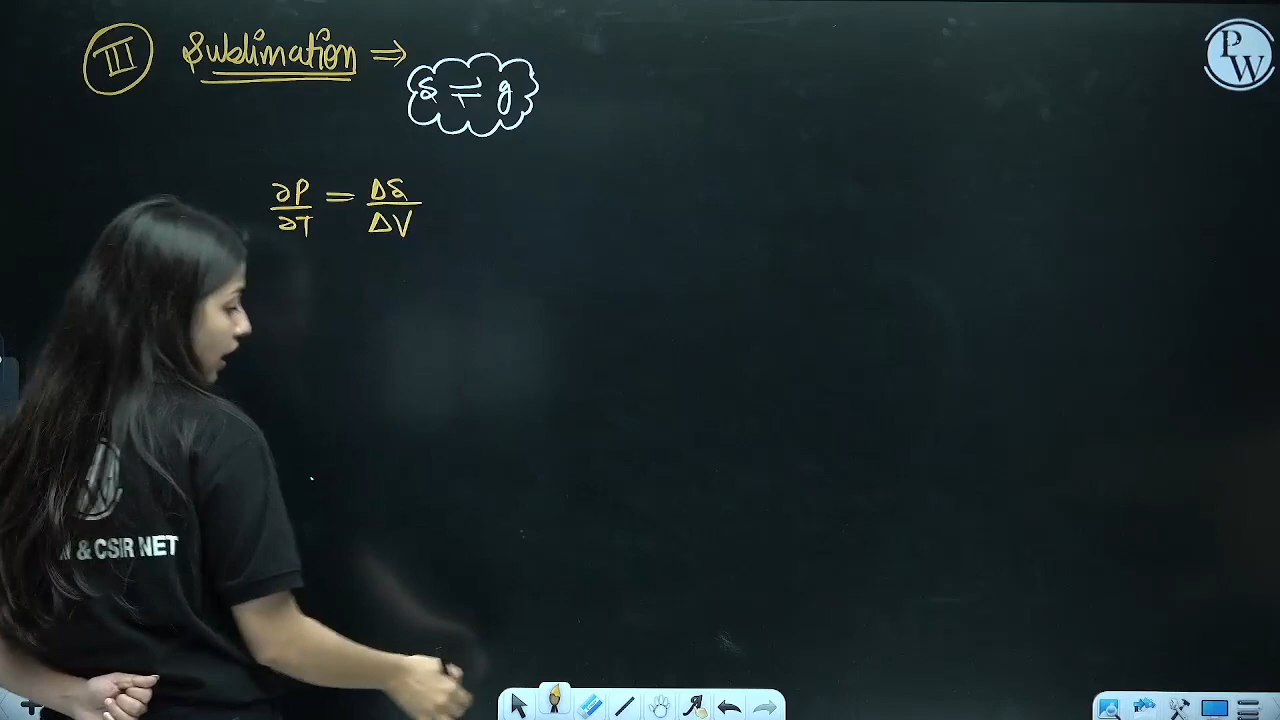 III Sublimation ⇒
s ⇌ g
∂P/∂T = ΔS/ΔV
N & CSIR NET
PW